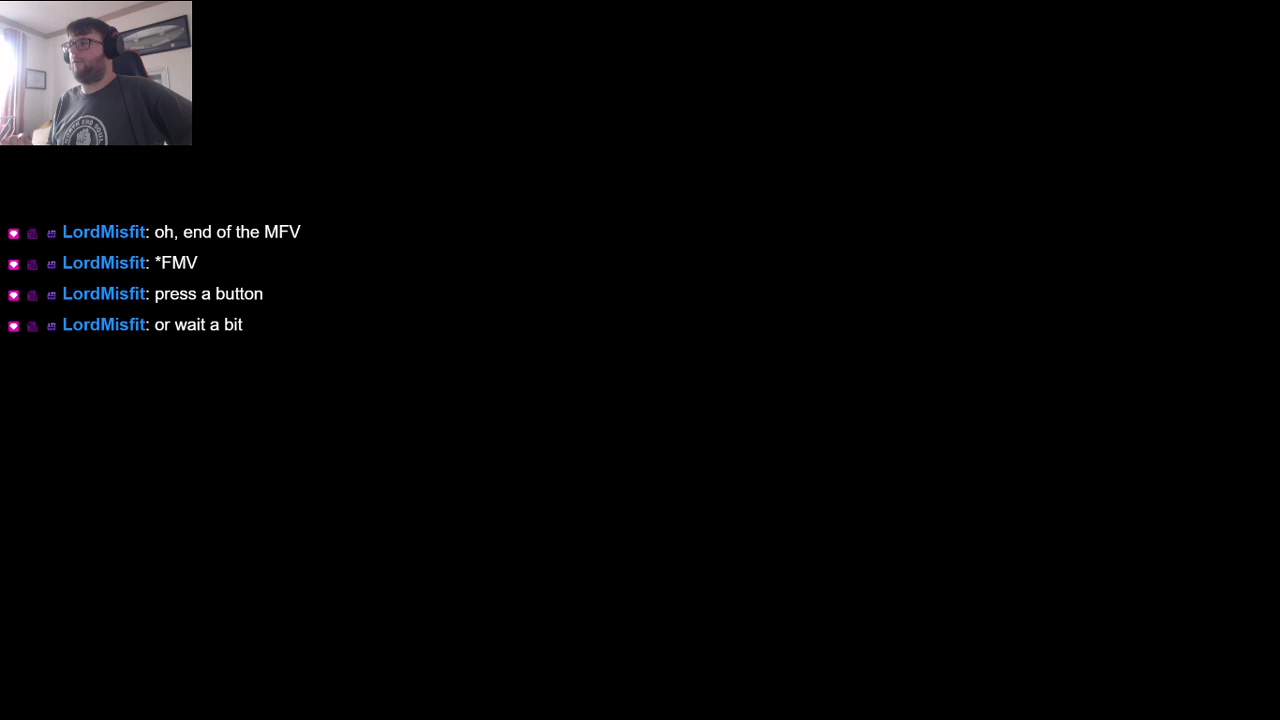 LordMisfit: oh, end of the MFV
LordMisfit: *FMV
LordMisfit: press a button
LordMisfit: or wait a bit